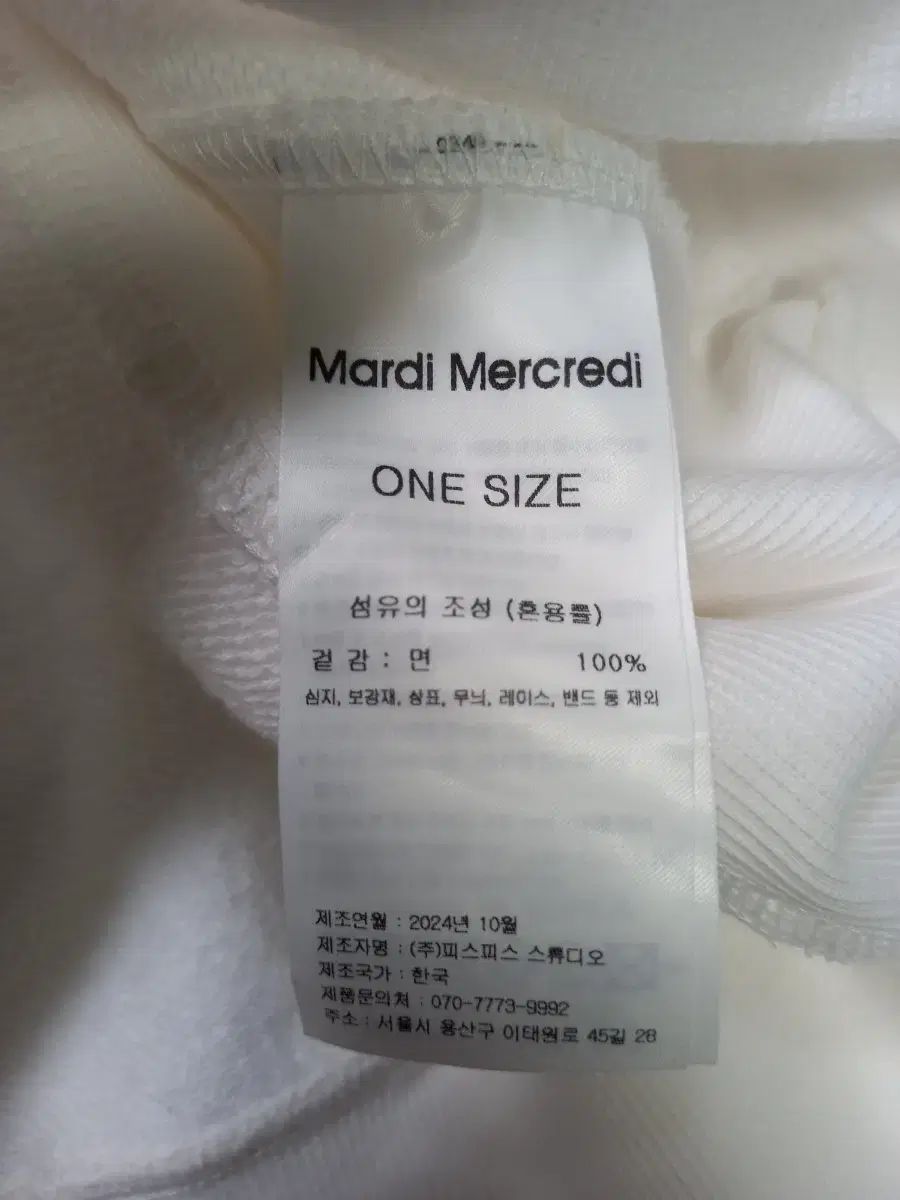 Mardi Mercredi
ONE SIZE
섬유의 조성 (혼용률)
겉 감 : 면 100%
심지, 보강재, 상표, 무늬, 레이스, 밴드 등 제외
제조연월 : 2024년 10월
제조자명 : (주)피스피스 스튜디오
제조국가 : 한국
제품문의처 : 070-7773-9992
주소 : 서울시 용산구 이태원로 45길 28